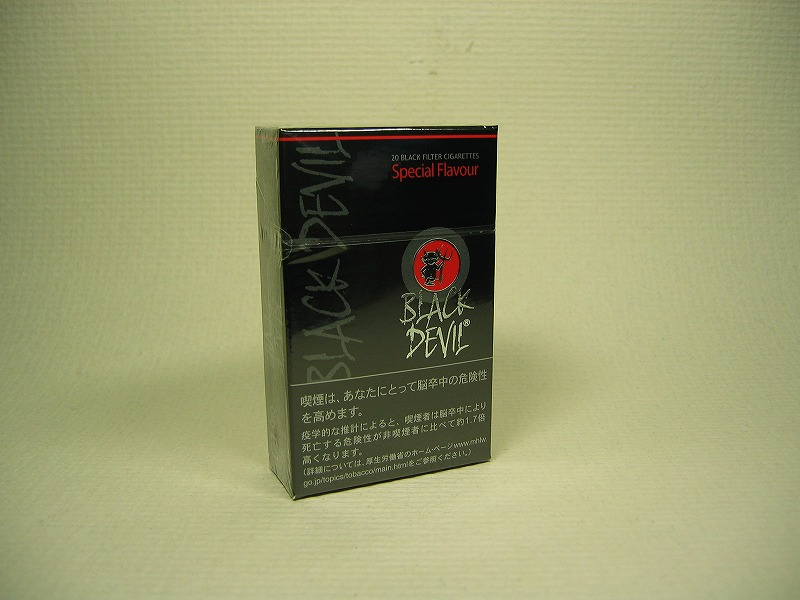 20 BLACK FILTER CIGARETTES
Special Flavour
BLACK DEVIL
BLACK
DEVIL®
喫煙は、あなたにとって脳卒中の危険性
を高めます。
疫学的な推計によると、喫煙者は脳卒中により
死亡する危険性が非喫煙者に比べて約1.7倍
高くなります。
(詳細については、厚生労働省のホーム・ページwww.mhlw.
go.jp/topics/tobacco/main.htmlをご参照ください。)